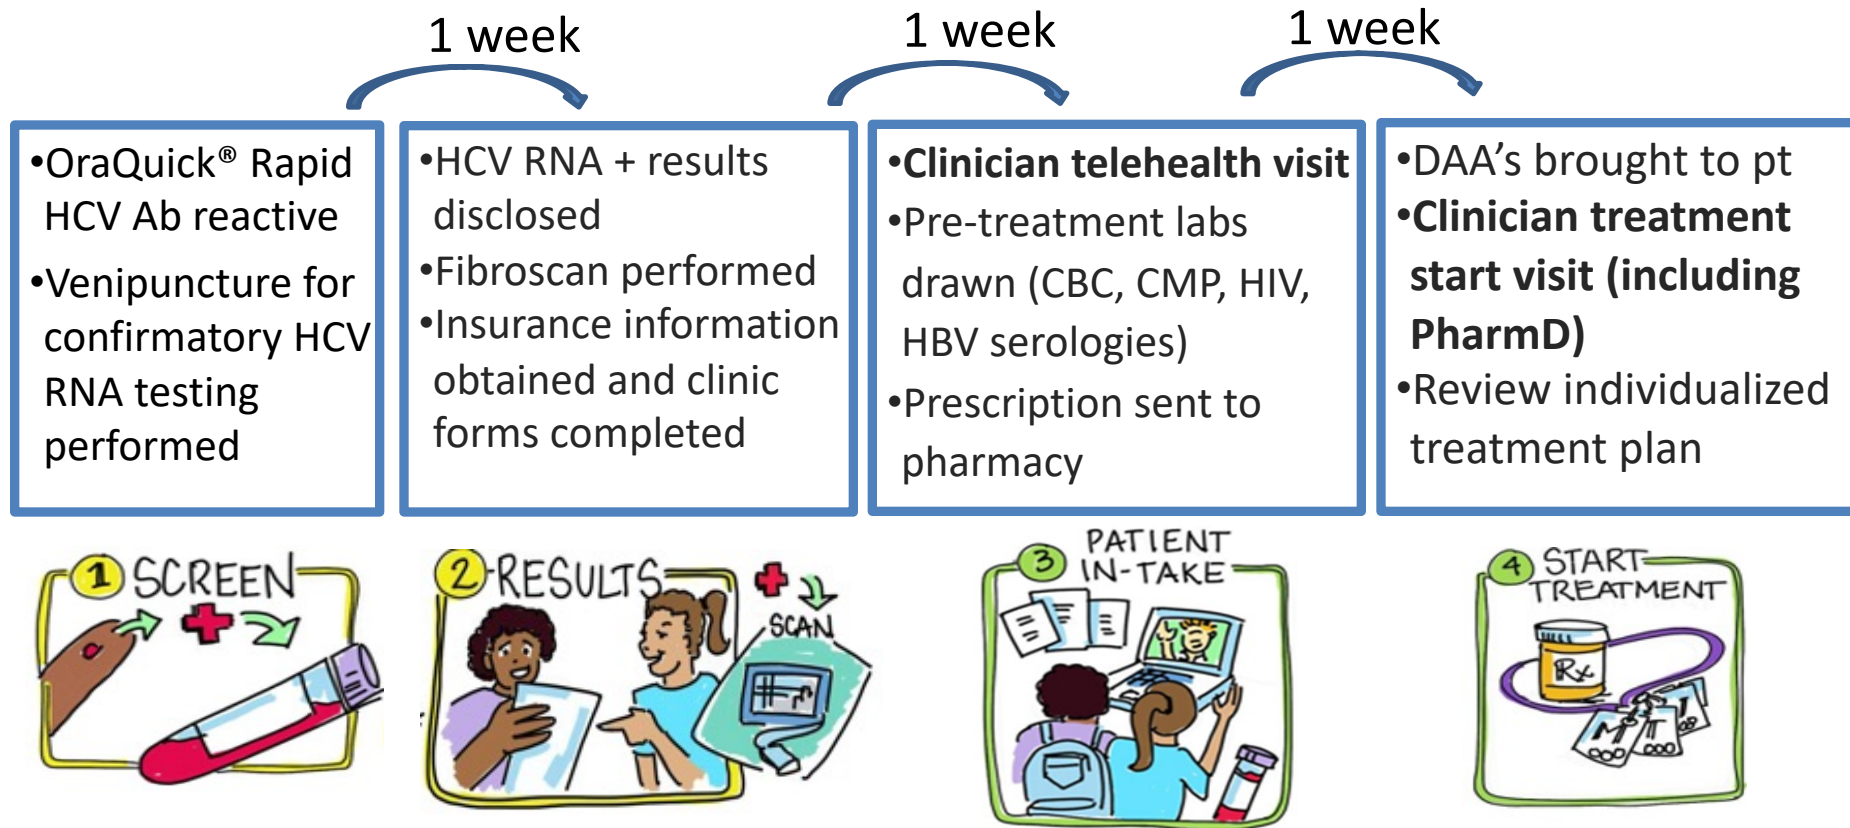 1 week
1 week
1 week
•OraQuick® Rapid
HCV Ab reactive
•Venipuncture for
confirmatory HCV
RNA testing
performed
•HCV RNA + results
disclosed
•Fibroscan performed
•Insurance information
obtained and clinic
forms completed
•Clinician telehealth visit
•Pre-treatment labs
drawn (CBC, CMP, HIV,
HBV serologies)
•Prescription sent to
pharmacy
•DAA’s brought to pt
•Clinician treatment
start visit (including
PharmD)
•Review individualized
treatment plan
1 SCREEN
2 RESULTS
SCAN
3 PATIENT
IN-TAKE
4 START
TREATMENT
Rx
M T T